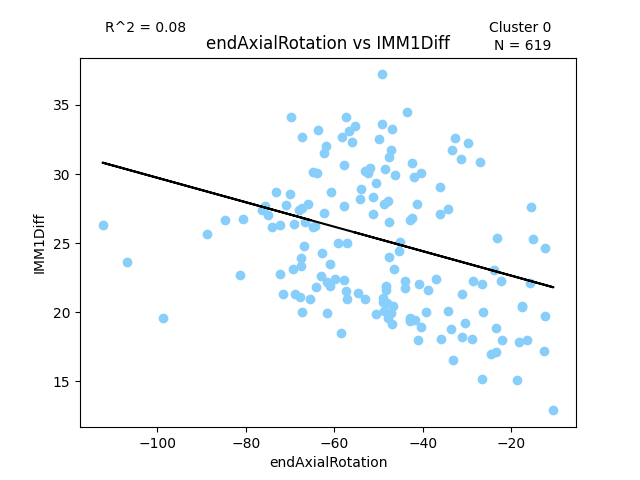 R^2 = 0.08
Cluster 0
endAxialRotation vs IMM1Diff
N = 619
35
30
25
20
15
IMM1Diff
−100
−80
−60
−40
−20
endAxialRotation